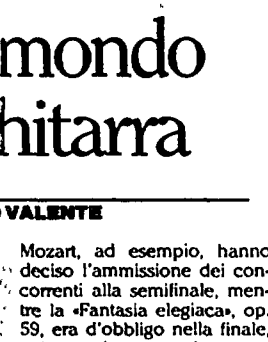 mondo
hitarra
VALENTE
Mozart, ad esempio, hanno
deciso l'ammissione dei con-
correnti alla semifinale, men-
tre la «Fantasia elegiaca», op.
59, era d'obbligo nella finale,